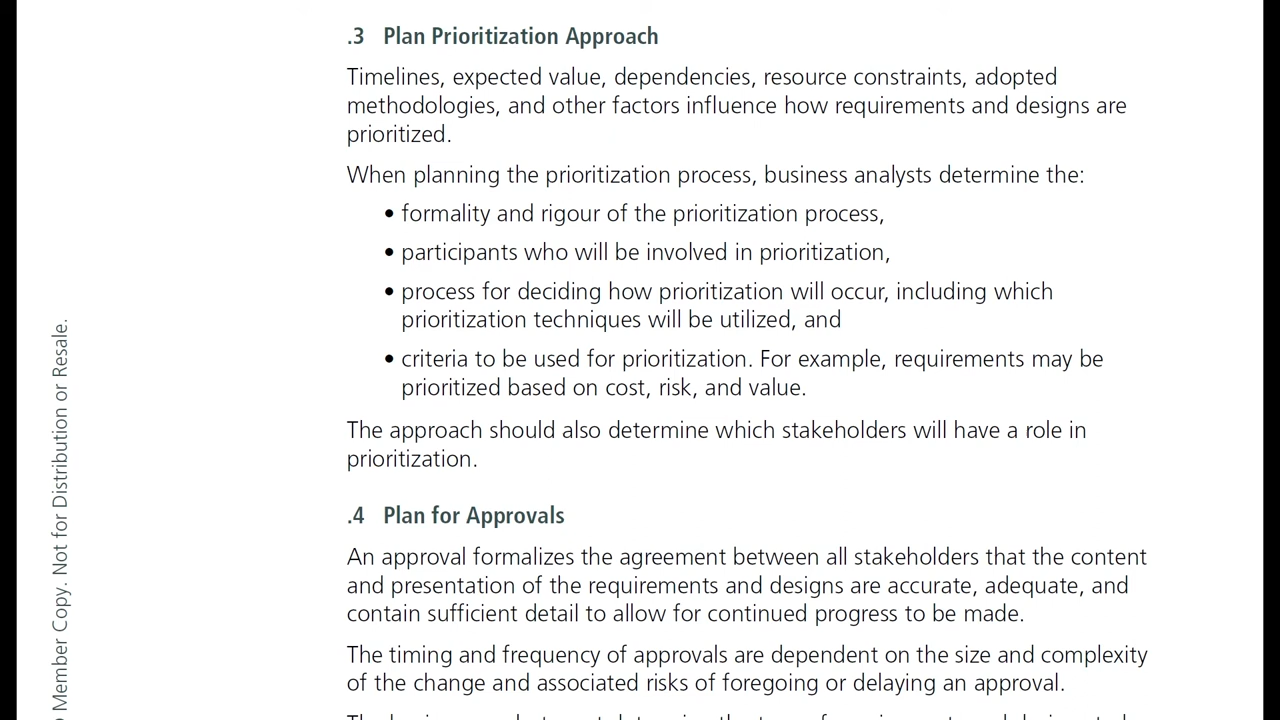 .3 Plan Prioritization Approach
Timelines, expected value, dependencies, resource constraints, adopted
methodologies, and other factors influence how requirements and designs are
prioritized.
When planning the prioritization process, business analysts determine the:
• formality and rigour of the prioritization process,
• participants who will be involved in prioritization,
• process for deciding how prioritization will occur, including which
prioritization techniques will be utilized, and
• criteria to be used for prioritization. For example, requirements may be
prioritized based on cost, risk, and value.
The approach should also determine which stakeholders will have a role in
prioritization.
.4 Plan for Approvals
An approval formalizes the agreement between all stakeholders that the content
and presentation of the requirements and designs are accurate, adequate, and
contain sufficient detail to allow for continued progress to be made.
The timing and frequency of approvals are dependent on the size and complexity
of the change and associated risks of foregoing or delaying an approval.
Member Copy. Not for Distribution or Resale.